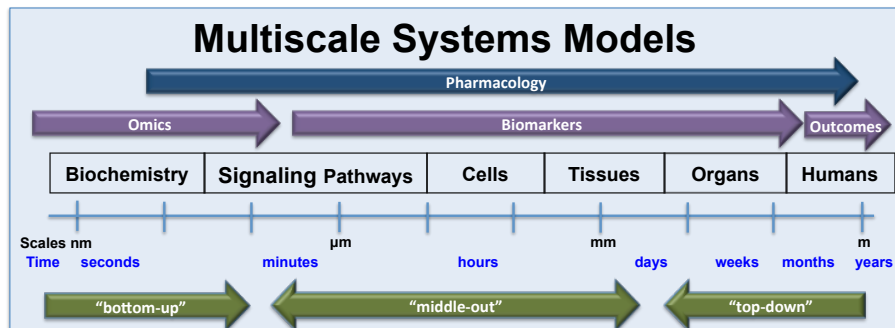 Multiscale Systems Models
Pharmacology
Omics Biomarkers Outcomes
Biochemistry Signaling Pathways Cells Tissues Organs Humans
Scales nm µm mm m
Time seconds minutes hours days weeks months years
“bottom-up” “middle-out” “top-down”